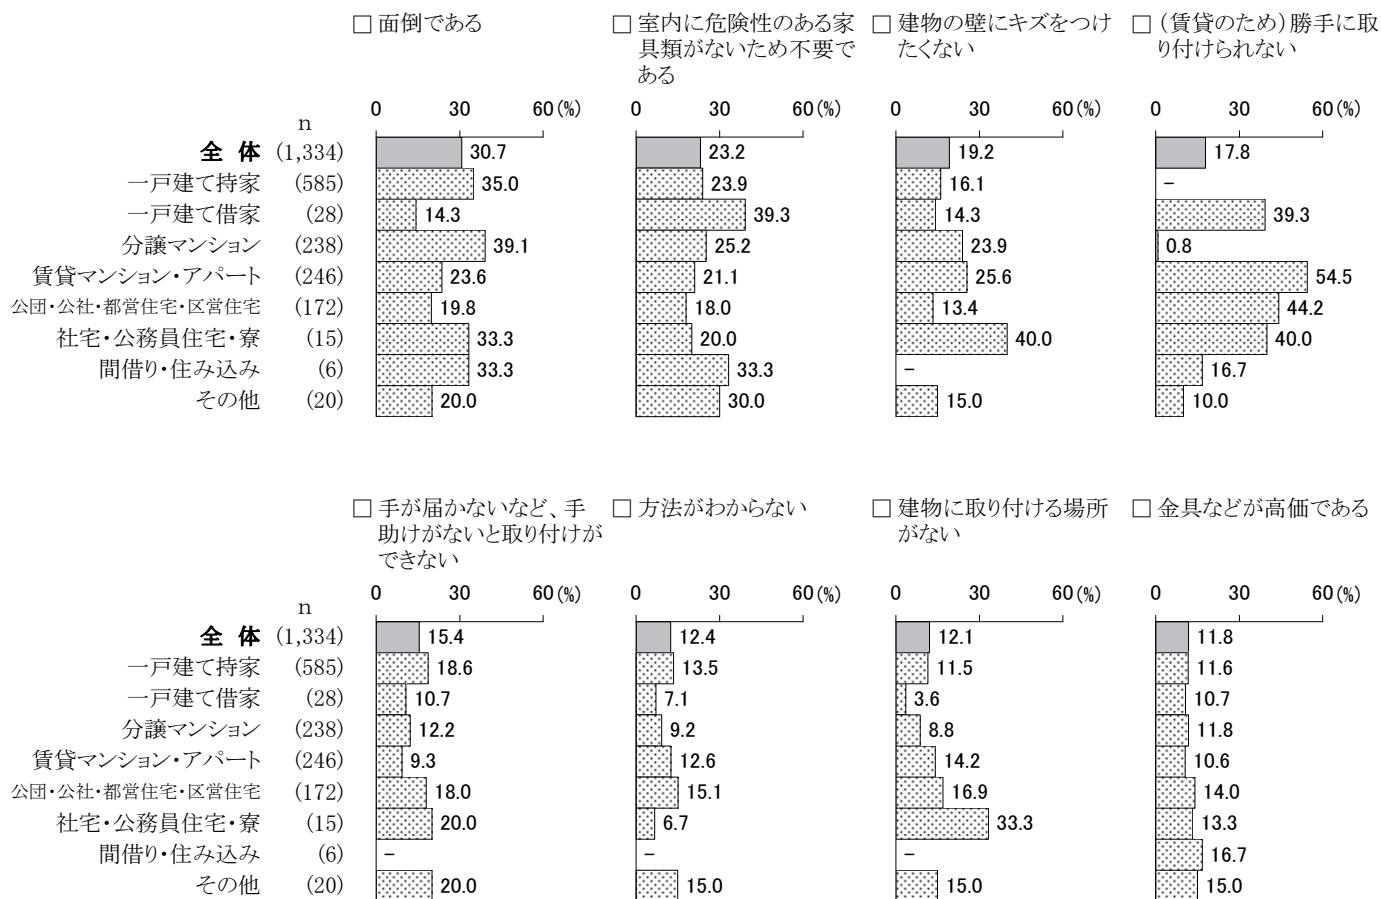 □ 面倒である
□ 室内に危険性のある家
具類がないため不要で
ある
□ 建物の壁にキズをつけ
たくない
□ (賃貸のため)勝手に取
り付けられない
0 30 60(%) 0 30 60(%) 0 30 60(%) 0 30 60(%)
n
全 体 (1,334) 30.7 23.2 19.2 17.8
一戸建て持家 (585) 35.0 23.9 16.1 –
一戸建て借家 (28) 14.3 39.3 14.3 39.3
分譲マンション (238) 39.1 25.2 23.9 0.8
賃貸マンション・アパート (246) 23.6 21.1 25.6 54.5
公団・公社・都営住宅・区営住宅 (172) 19.8 18.0 13.4 44.2
社宅・公務員住宅・寮 (15) 33.3 20.0 40.0 40.0
間借り・住み込み (6) 33.3 33.3 – 16.7
その他 (20) 20.0 30.0 15.0 10.0
□ 手が届かないなど、手
助けがないと取り付けが
できない
□ 方法がわからない
□ 建物に取り付ける場所
がない
□ 金具などが高価である
0 30 60(%) 0 30 60(%) 0 30 60(%) 0 30 60(%)
n
全 体 (1,334) 15.4 12.4 12.1 11.8
一戸建て持家 (585) 18.6 13.5 11.5 11.6
一戸建て借家 (28) 10.7 7.1 3.6 10.7
分譲マンション (238) 12.2 9.2 8.8 11.8
賃貸マンション・アパート (246) 9.3 12.6 14.2 10.6
公団・公社・都営住宅・区営住宅 (172) 18.0 15.1 16.9 14.0
社宅・公務員住宅・寮 (15) 20.0 6.7 33.3 13.3
間借り・住み込み (6) – – – 16.7
その他 (20) 20.0 15.0 15.0 15.0